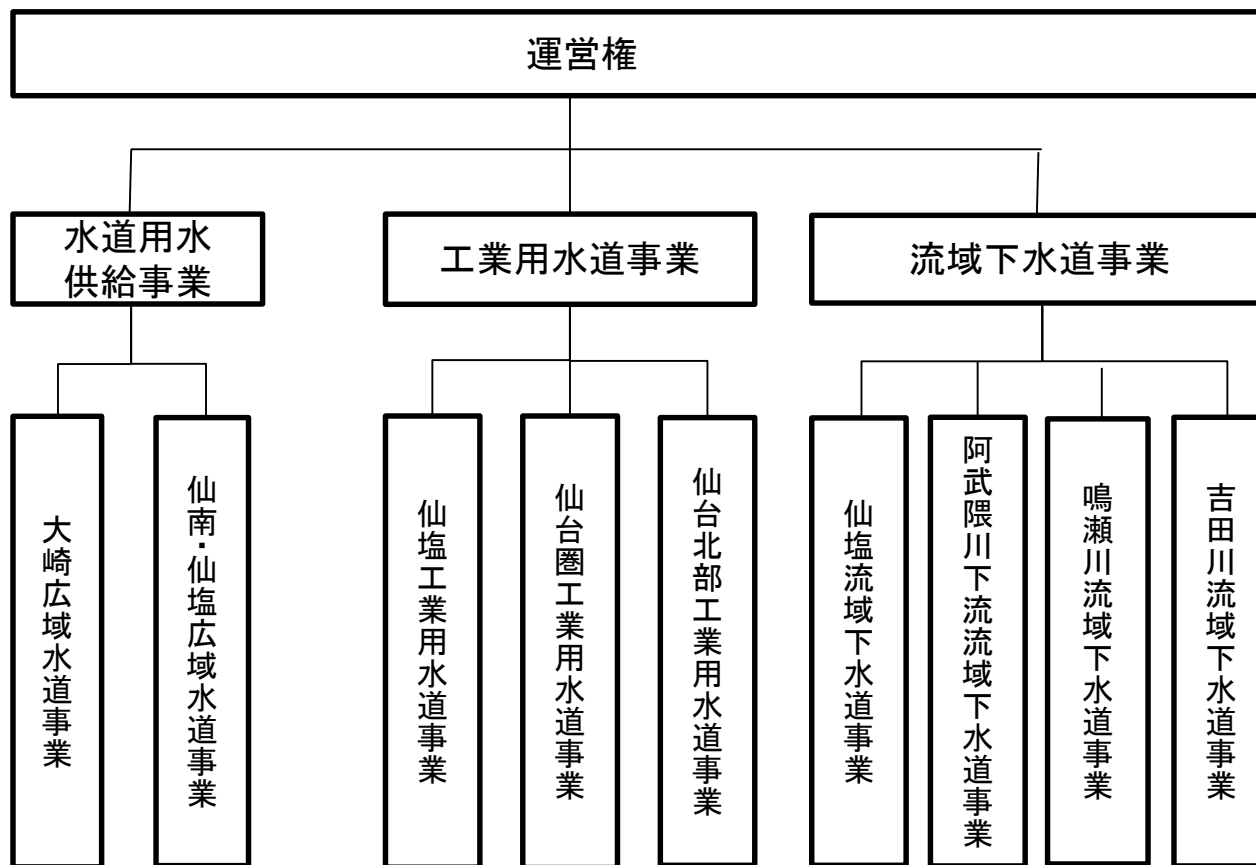 運営権
水道用水
供給事業
工業用水道事業
流域下水道事業
大崎広域水道事業
仙南・仙塩広域水道事業
仙塩工業用水道事業
仙台圏工業用水道事業
仙台北部工業用水道事業
仙塩流域下水道事業
阿武隈川下流流域下水道事業
鳴瀬川流域下水道事業
吉田川流域下水道事業